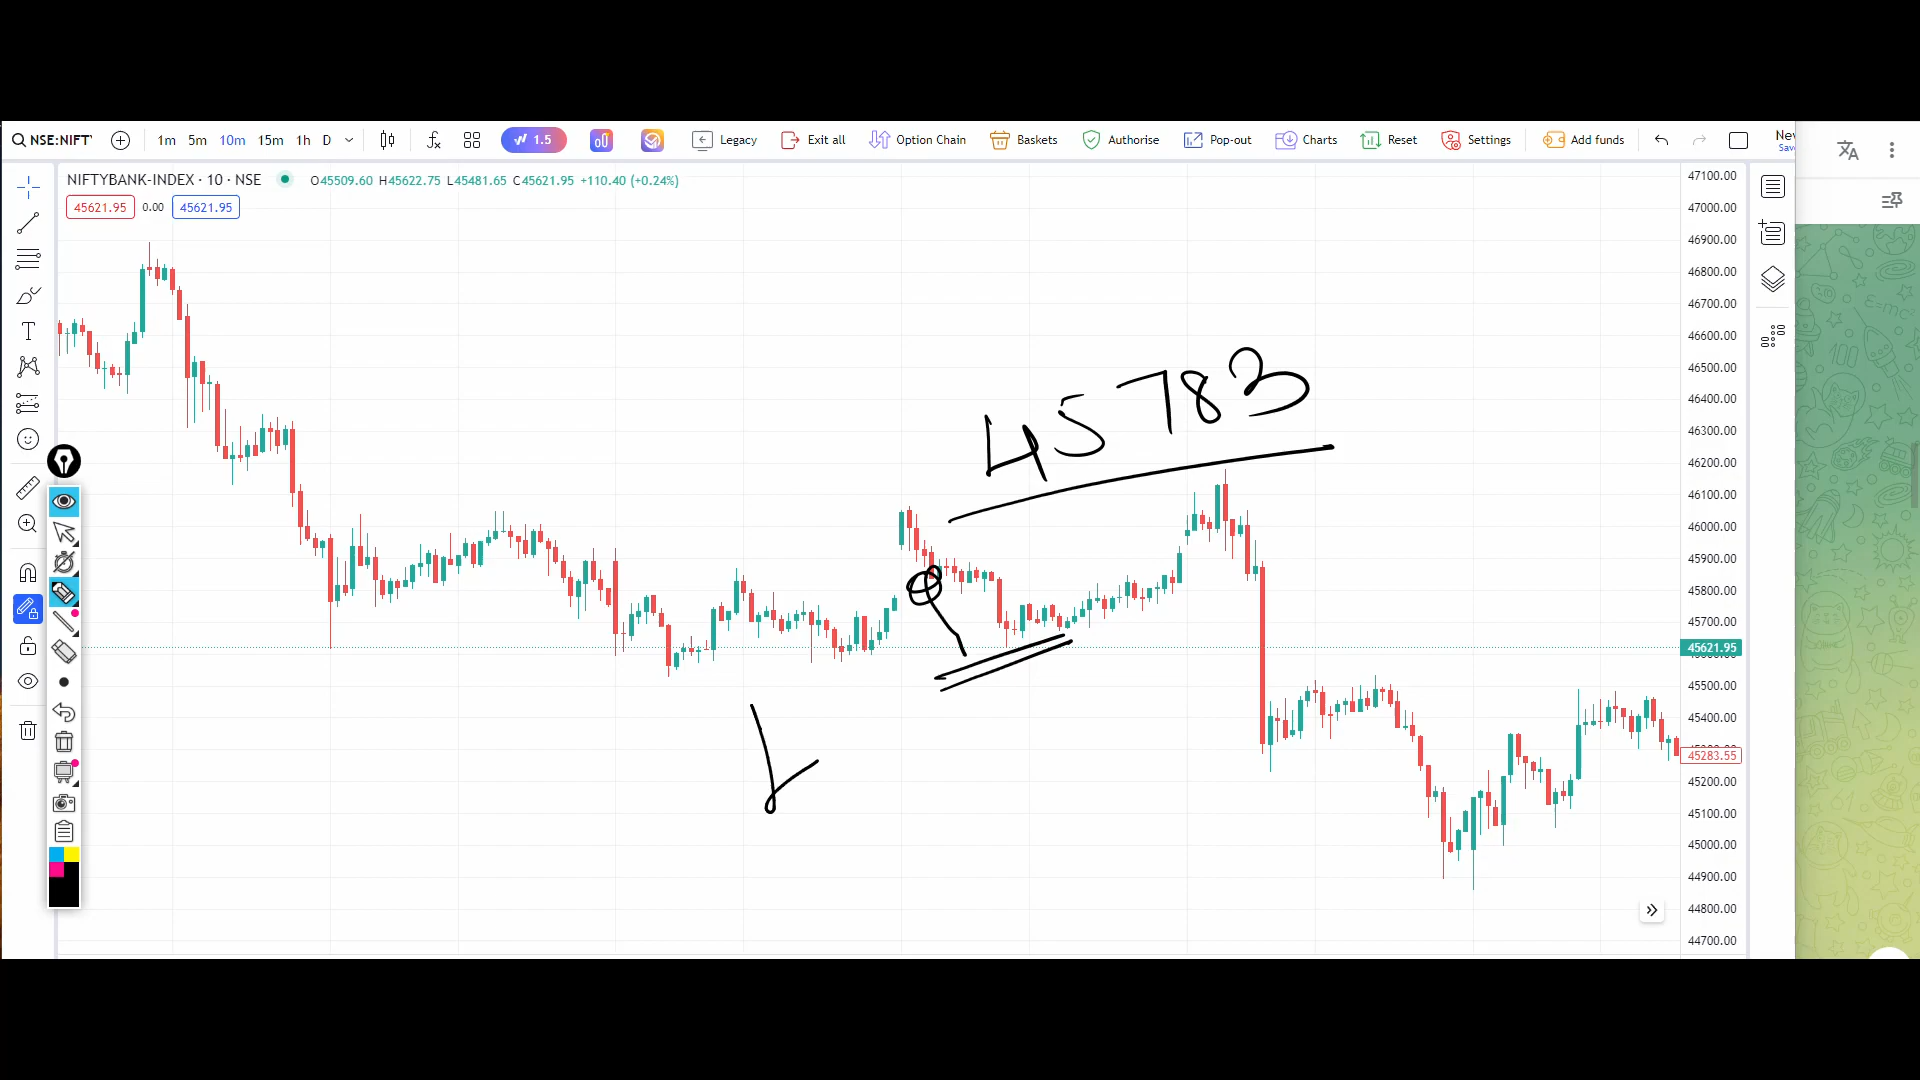 NSE:NIFTY
1m 5m 10m 15m 1h D
1.5
Legacy
Exit all
Option Chain
Baskets
Authorise
Pop-out
Charts
Reset
Settings
Add funds
Nev
Sav
NIFTYBANK-INDEX · 10 · NSE
O45509.60 H45622.75 L45481.65 C45621.95 +110.40 (+0.24%)
45621.95 0.00 45621.95
47100.00
47000.00
46900.00
46800.00
46700.00
46600.00
46500.00
46400.00
46300.00
46200.00
46100.00
46000.00
45900.00
45800.00
45700.00
45621.95
45500.00
45400.00
45283.55
45200.00
45100.00
45000.00
44900.00
44800.00
44700.00
45783